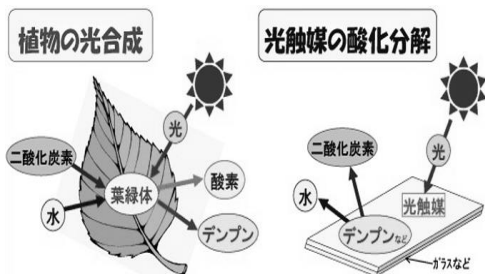 植物の光合成
光触媒の酸化分解
光
二酸化炭素
葉緑体
酸素
水
デンプン
二酸化炭素
光
水
光触媒
デンプンなど
ガラスなど